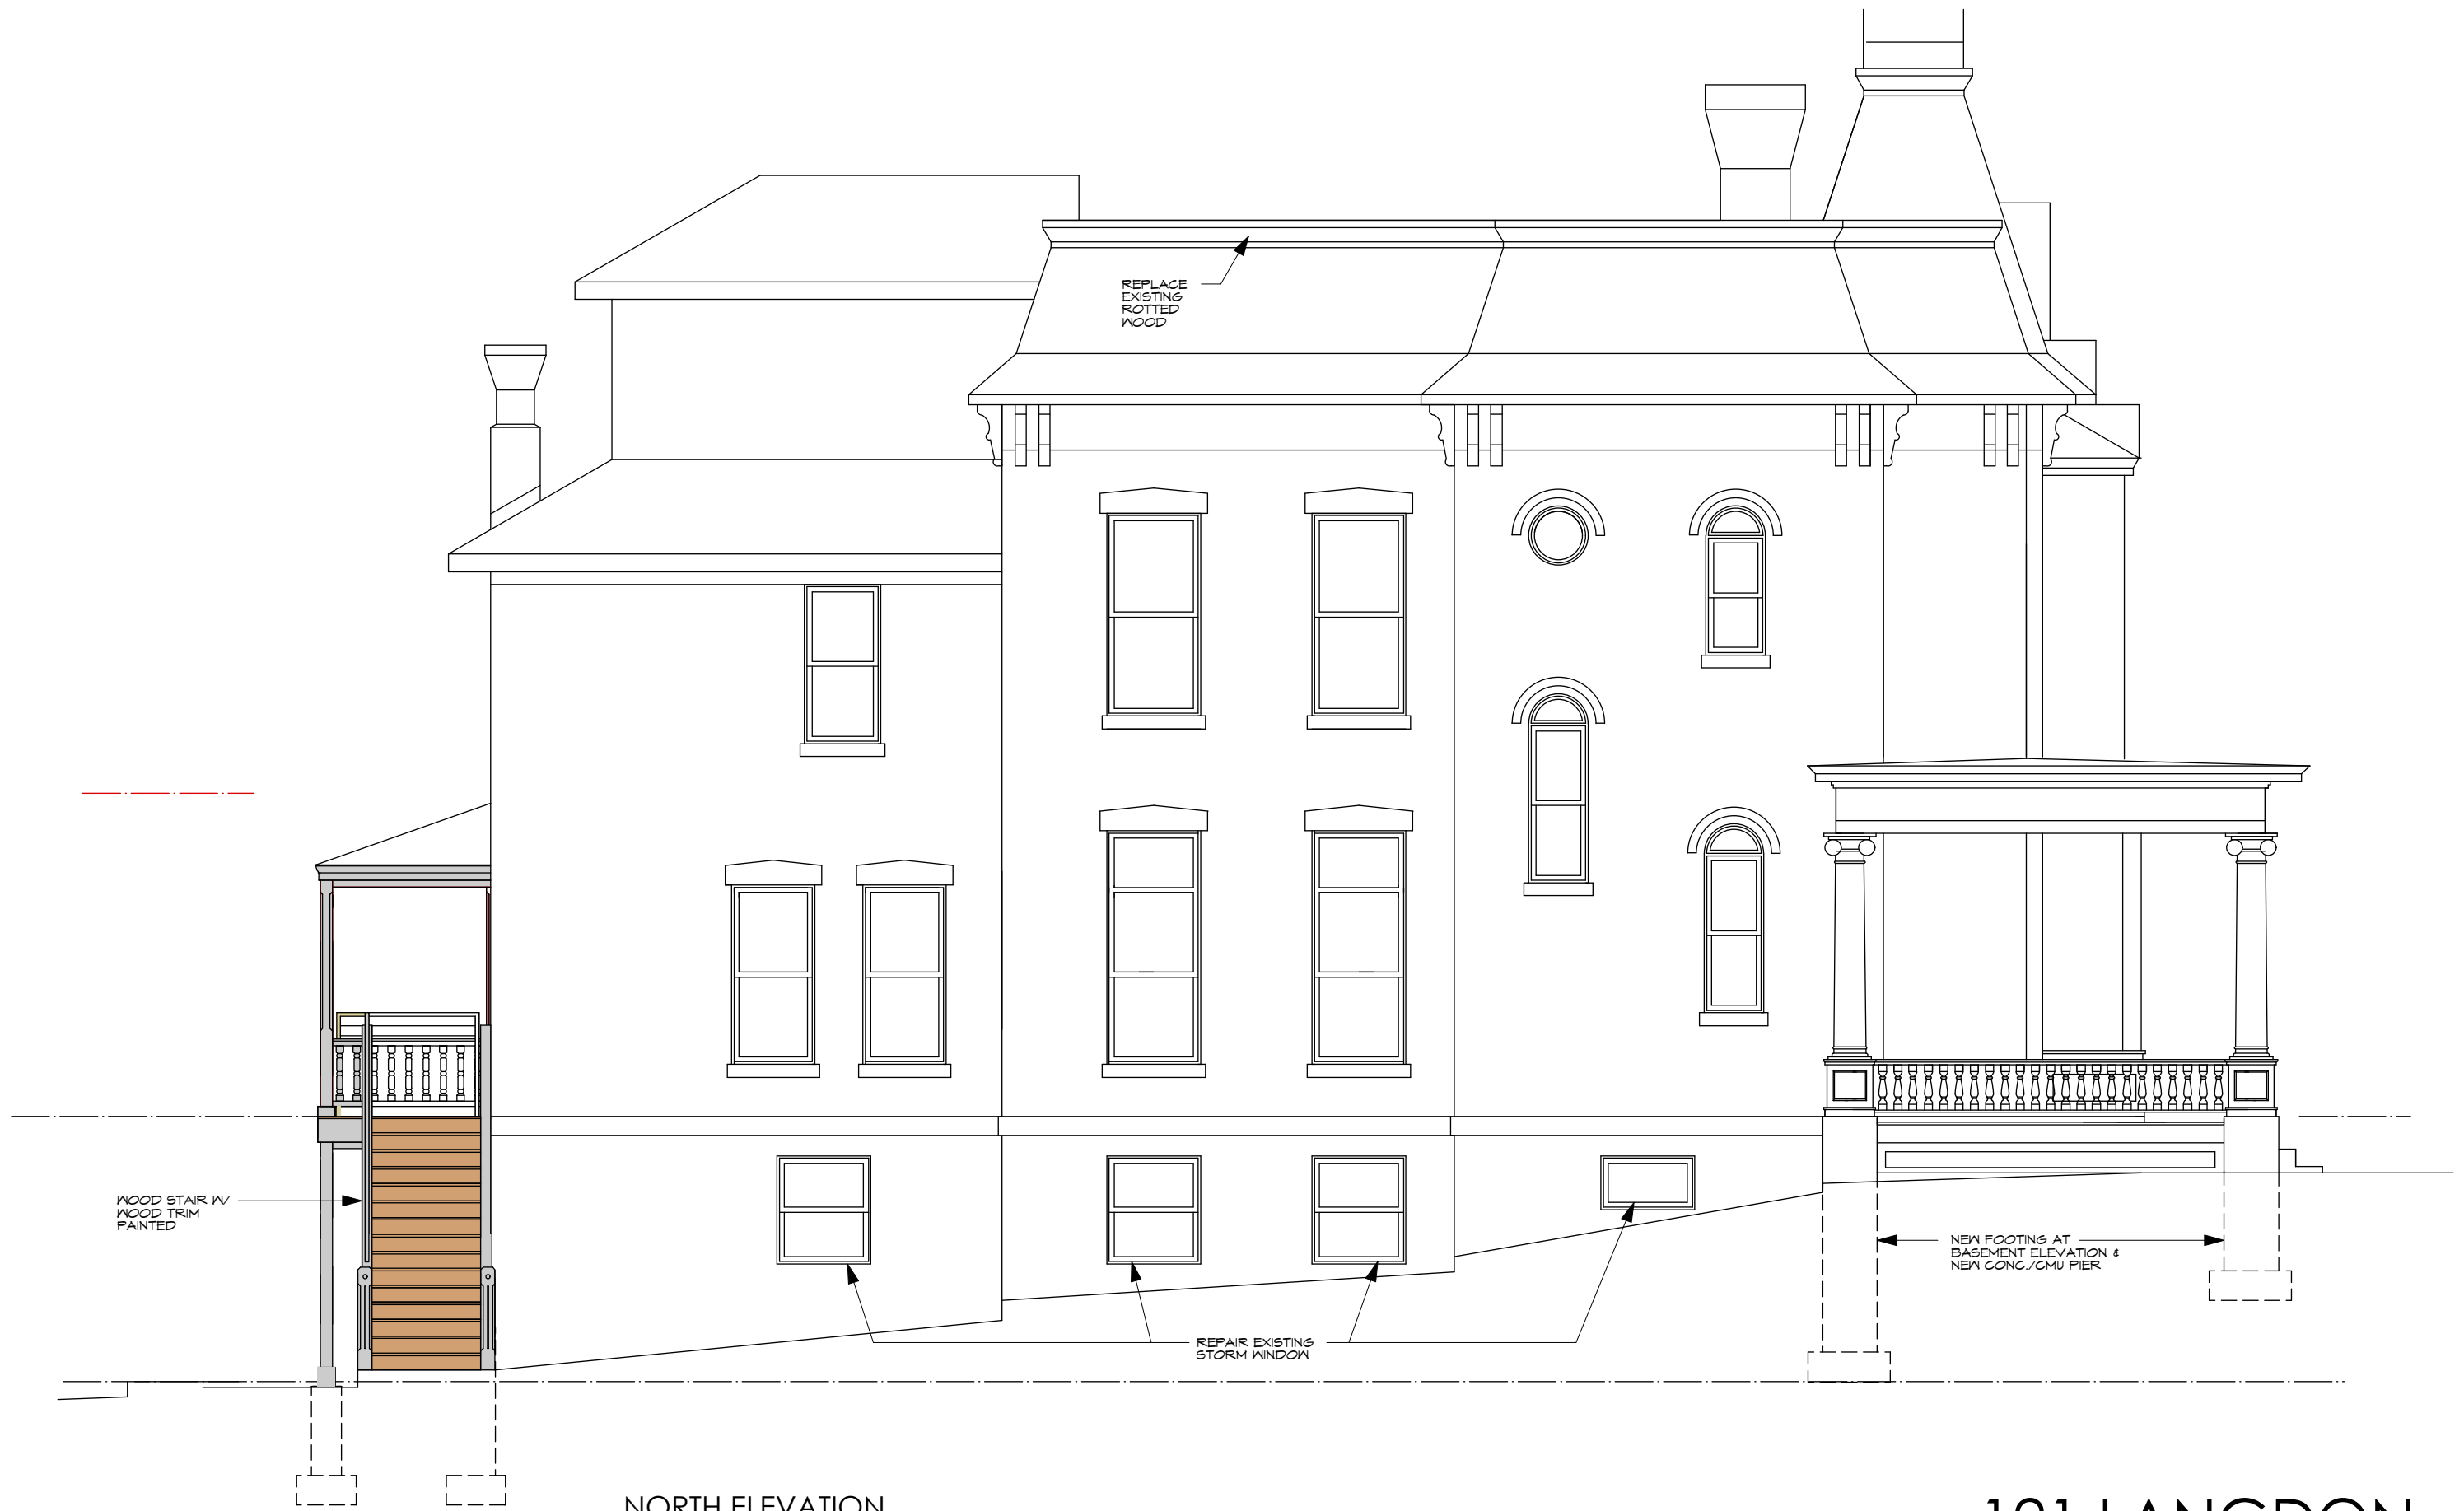 REPLACE
EXISTING
ROTTED
WOOD
WOOD STAIR W/
WOOD TRIM
PAINTED
NEW FOOTING AT
BASEMENT ELEVATION &
NEW CONC./CMU PIER
REPAIR EXISTING
STORM WINDOW
NORTH ELEVATION
LANGDON